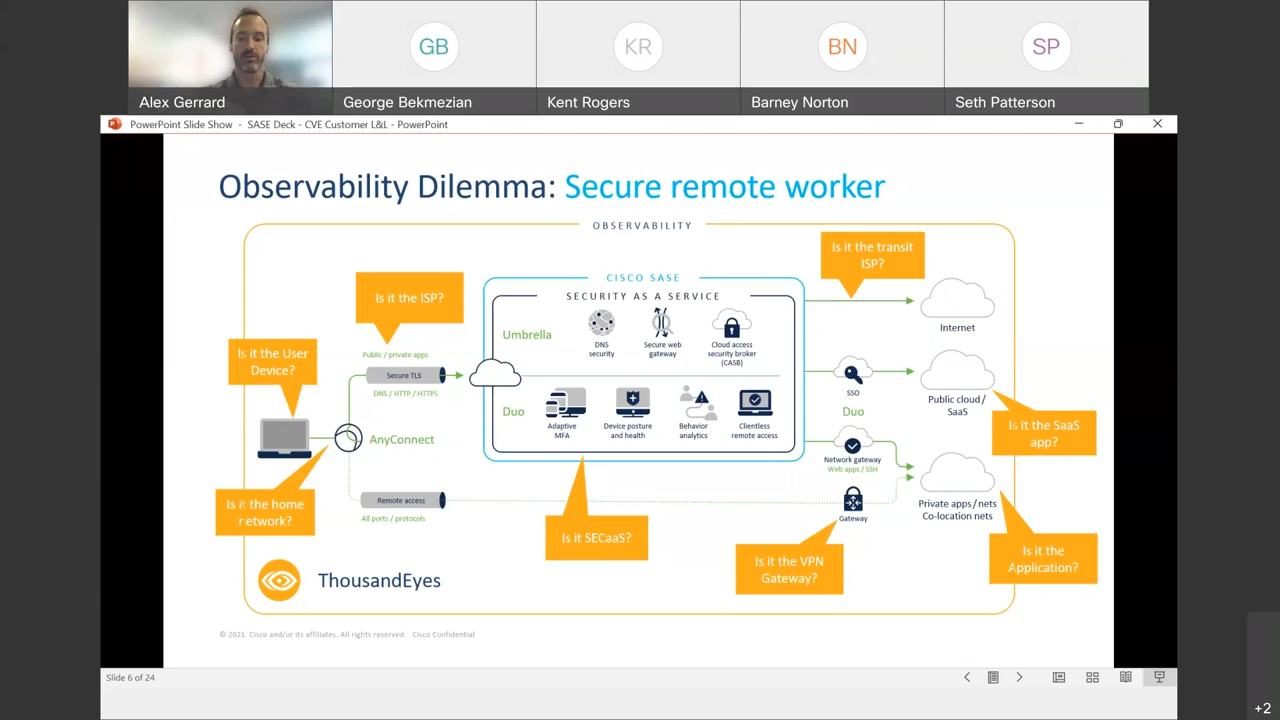 GB
KR
BN
SP
Alex Gerrard
George Bekmezian
Kent Rogers
Barney Norton
Seth Patterson
PowerPoint Slide Show - SASE Deck - CVE Customer L&L - PowerPoint
Observability Dilemma: Secure remote worker
OBSERVABILITY
Is it the transit
ISP?
Is it the ISP?
CISCO SASE
SECURITY AS A SERVICE
Umbrella
DNS
security
Secure web
gateway
Cloud access
security broker
(CASB)
Internet
Is it the User
Device?
Public / private apps
Secure TLS
DNS / HTTP / HTTPS
SSO
Public cloud /
SaaS
Duo
Adaptive
MFA
Device posture
and health
Behavior
analytics
Clientless
remote access
Duo
Is it the SaaS
app?
AnyConnect
Network gateway
Web apps / SSH
Is it the home
network?
Remote access
All ports / protocols
Gateway
Private apps / nets
Co-location nets
Is it SECaaS?
Is it the VPN
Gateway?
Is it the
Application?
ThousandEyes
© 2021 Cisco and/or its affiliates. All rights reserved. Cisco Confidential
Slide 6 of 24
+2